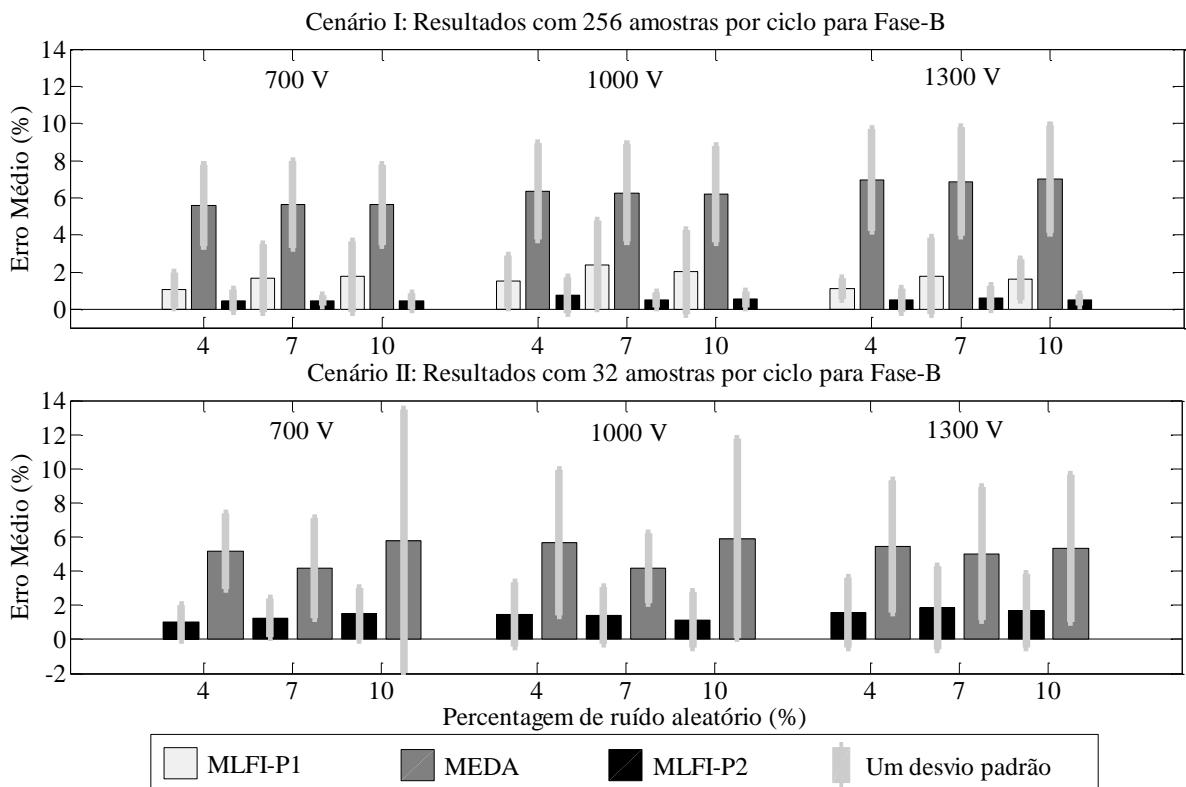 Cenário I: Resultados com 256 amostras por ciclo para Fase-B
Erro Médio (%)
14
12
10
8
6
4
2
0
700 V
1000 V
1300 V
4 7 10 4 7 10 4 7 10
Cenário II: Resultados com 32 amostras por ciclo para Fase-B
Erro Médio (%)
14
12
10
8
6
4
2
0
-2
700 V
1000 V
1300 V
4 7 10 4 7 10 4 7 10
Percentagem de ruído aleatório (%)
MLFI-P1 MEDA MLFI-P2 Um desvio padrão